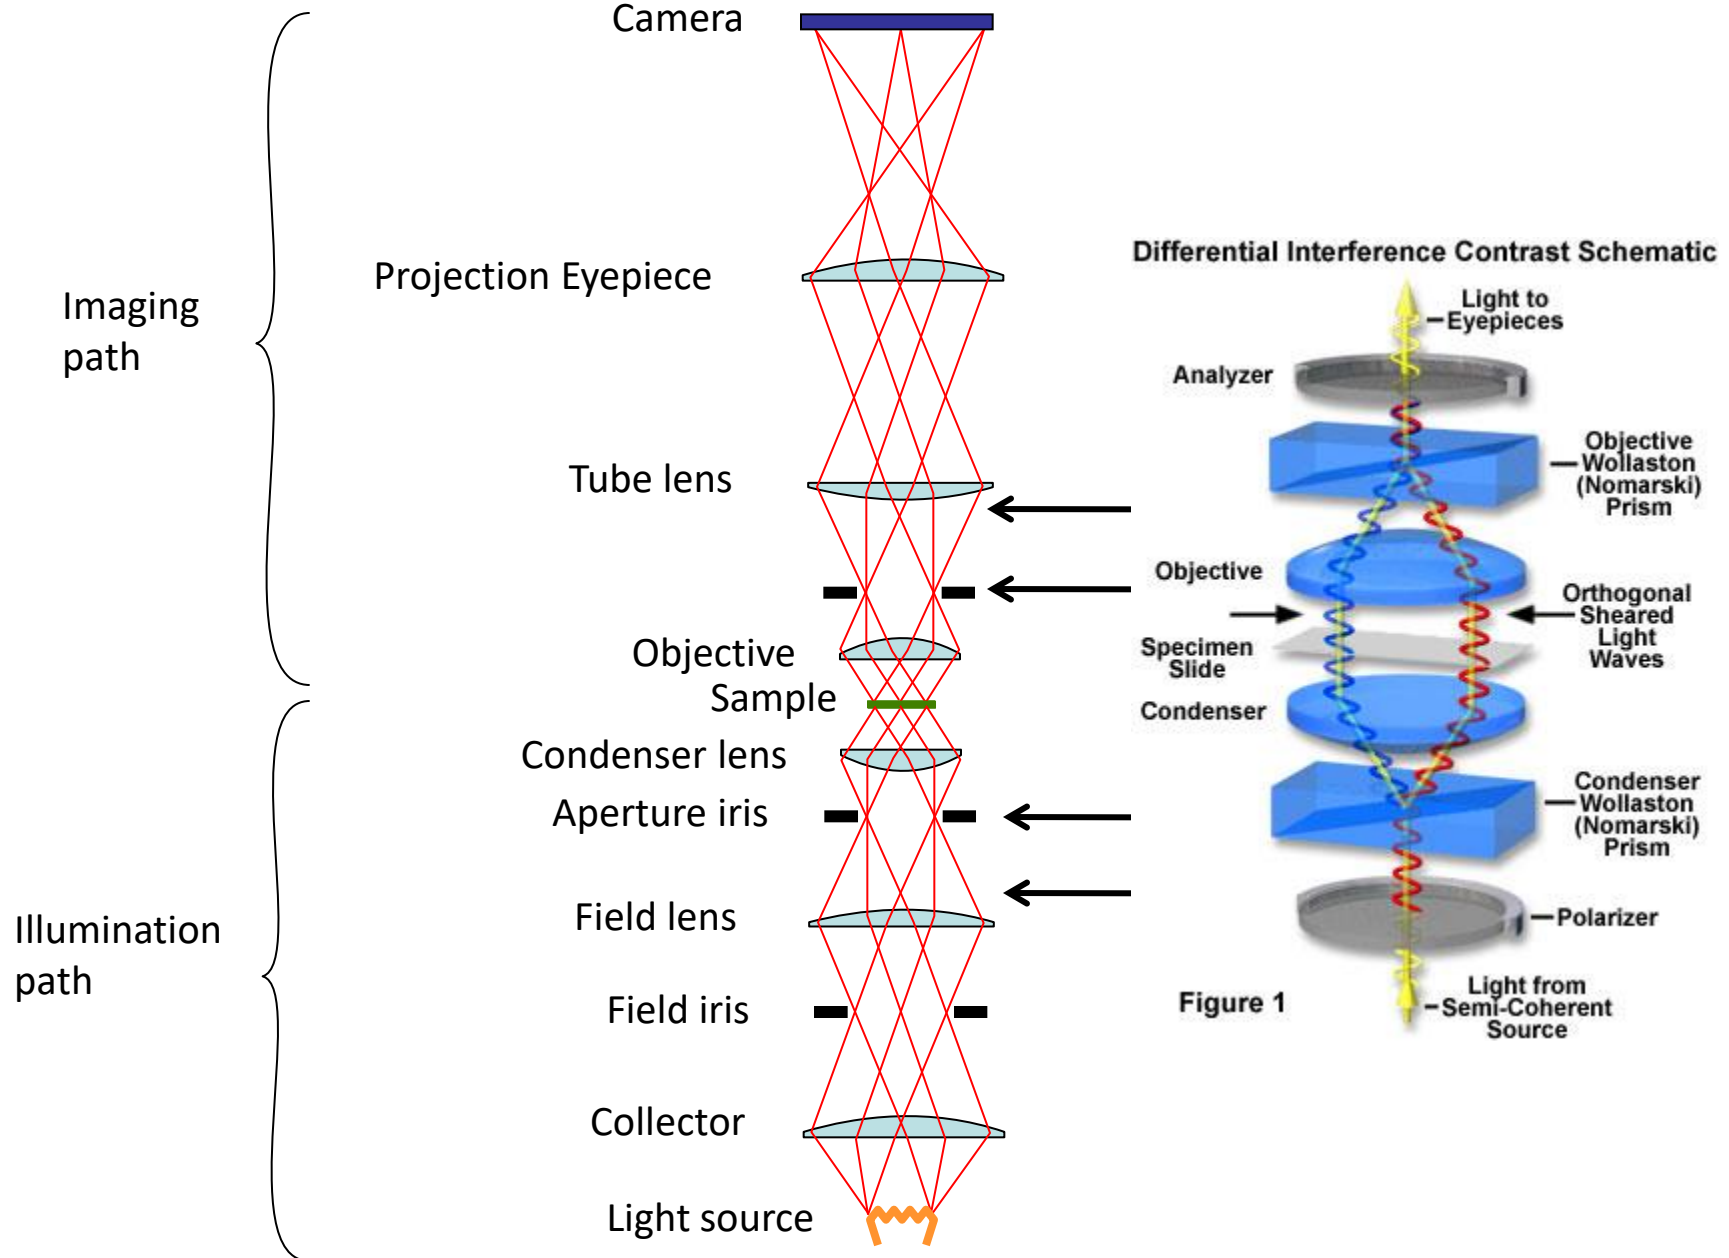 Camera
Projection Eyepiece
Imaging
path
Tube lens
Objective
Sample
Condenser lens
Aperture iris
Field lens
Illumination
path
Field iris
Collector
Light source
Differential Interference Contrast Schematic
Light to
Eyepieces
Analyzer
Objective
Wollaston
(Nomarski)
Prism
Objective
Orthogonal
Sheared
Light
Waves
Specimen
Slide
Condenser
Condenser
Wollaston
(Nomarski)
Prism
Polarizer
Figure 1
Light from
Semi-Coherent
Source